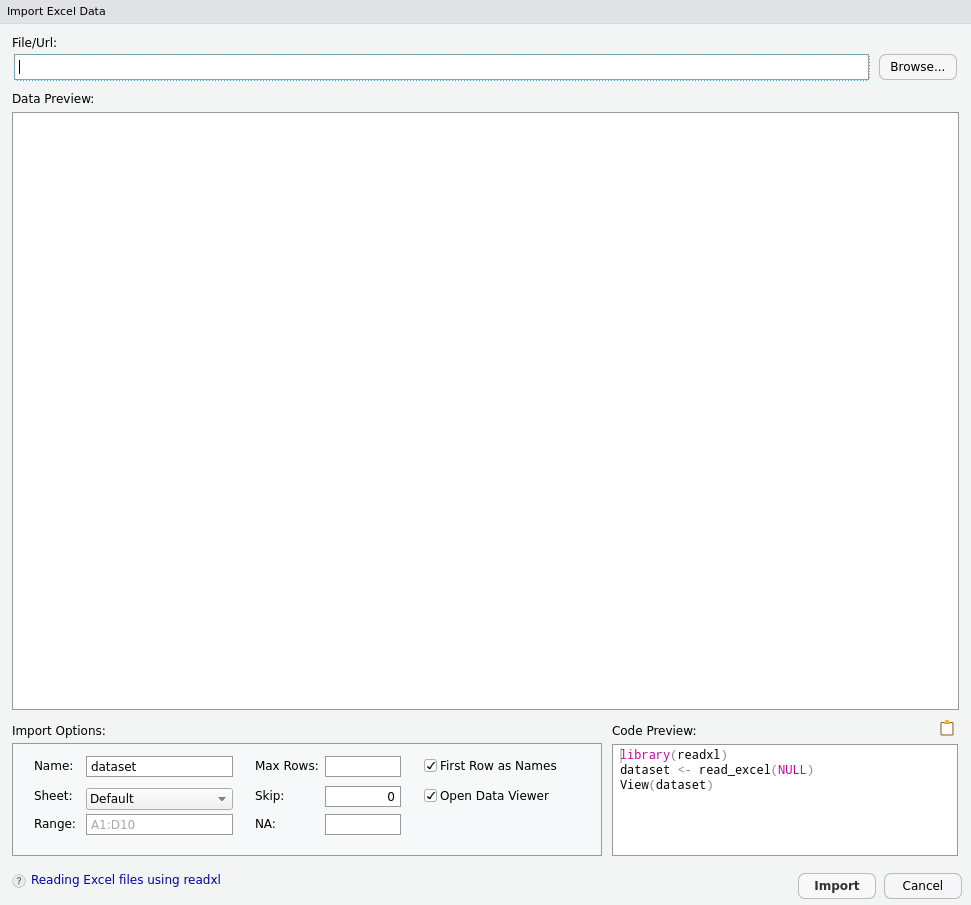 Import Excel Data
File/Url:
Browse...
Data Preview:
Import Options:
Name: dataset
Max Rows:
First Row as Names
Sheet: Default
Skip: 0
Open Data Viewer
Range: A1:D10
NA:
Code Preview:
library(readxl)
dataset <- read_excel(NULL)
View(dataset)
? Reading Excel files using readxl
Import
Cancel